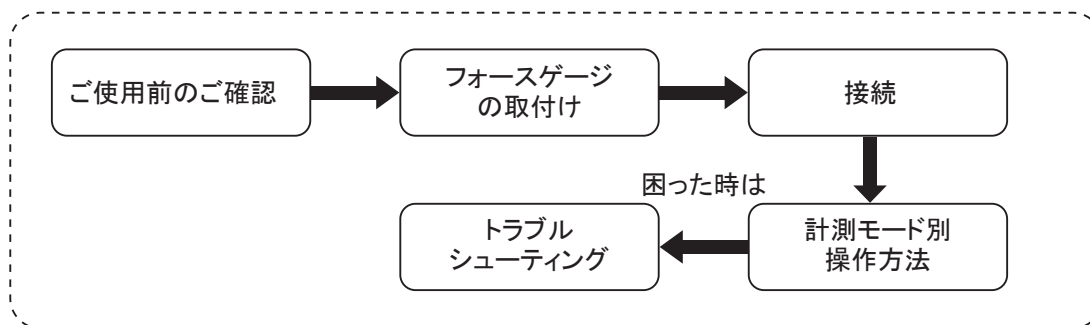 ご使用前のご確認
フォースゲージ
の取付け
接続
困った時は
トラブル
シューティング
計測モード別
操作方法